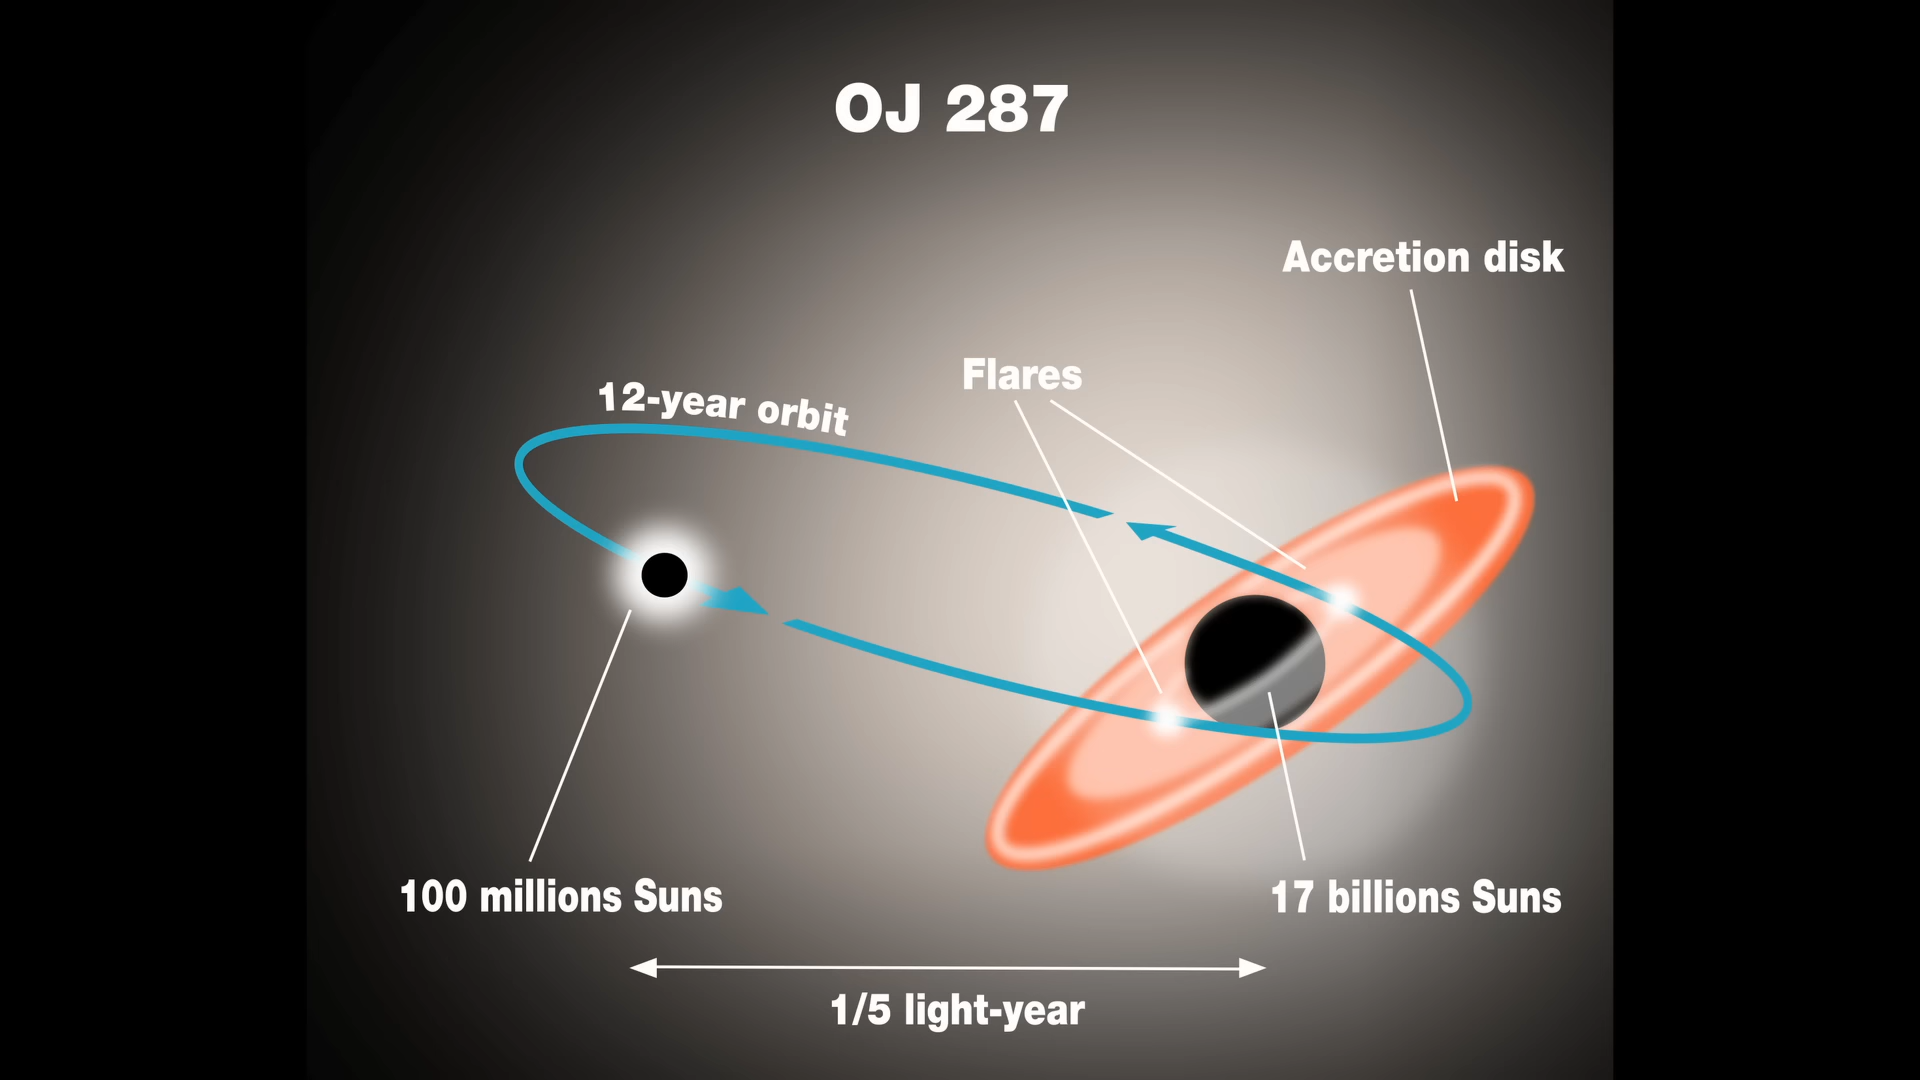 OJ 287
Accretion disk
Flares
12-year orbit
100 millions Suns
17 billions Suns
1/5 light-year